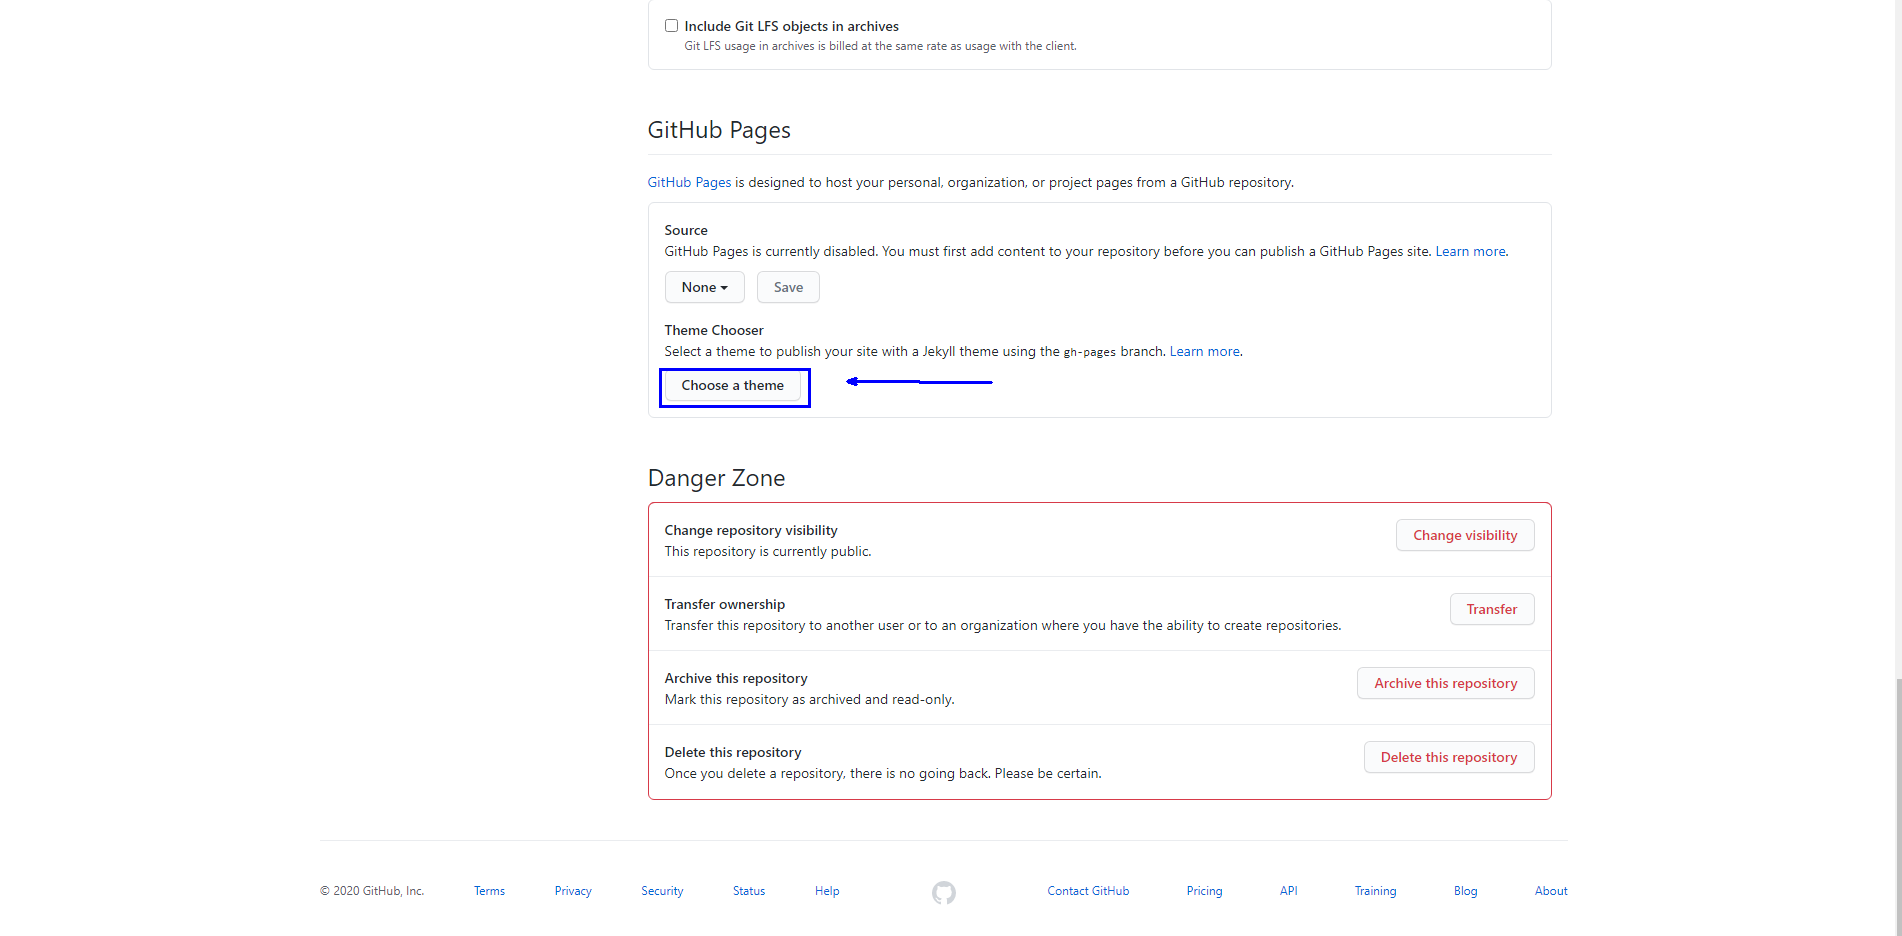 Include Git LFS objects in archives
Git LFS usage in archives is billed at the same rate as usage with the client.
GitHub Pages
GitHub Pages is designed to host your personal, organization, or project pages from a GitHub repository.
Source
GitHub Pages is currently disabled. You must first add content to your repository before you can publish a GitHub Pages site. Learn more.
None Save
Theme Chooser
Select a theme to publish your site with a Jekyll theme using the gh-pages branch. Learn more.
Choose a theme
Danger Zone
Change repository visibility
This repository is currently public.
Change visibility
Transfer ownership
Transfer this repository to another user or to an organization where you have the ability to create repositories.
Transfer
Archive this repository
Mark this repository as archived and read-only.
Archive this repository
Delete this repository
Once you delete a repository, there is no going back. Please be certain.
Delete this repository
© 2020 GitHub, Inc. Terms Privacy Security Status Help Contact GitHub Pricing API Training Blog About